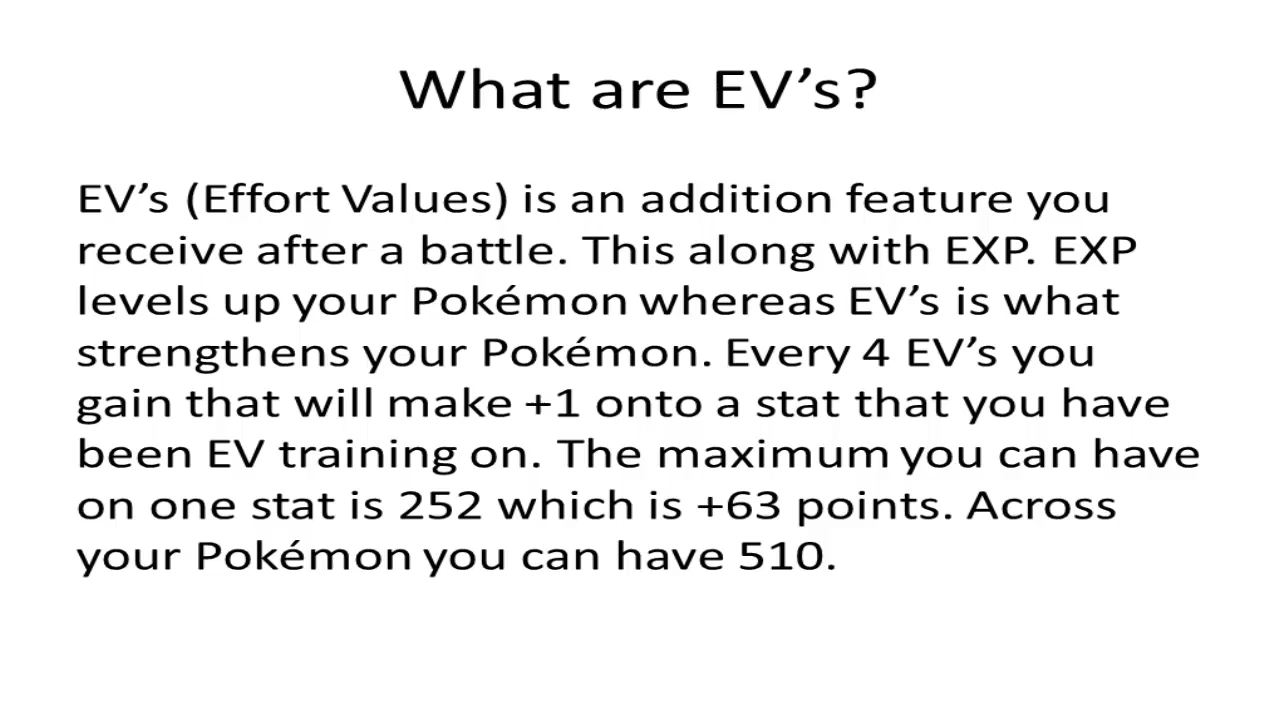 What are EV’s?
EV’s (Effort Values) is an addition feature you
receive after a battle. This along with EXP. EXP
levels up your Pokémon whereas EV’s is what
strengthens your Pokémon. Every 4 EV’s you
gain that will make +1 onto a stat that you have
been EV training on. The maximum you can have
on one stat is 252 which is +63 points. Across
your Pokémon you can have 510.